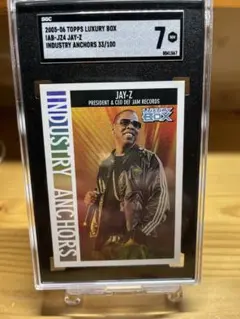 SGC
2005-06 TOPPS LUXURY BOX
IAB-JZ4 JAY-Z
INDUSTRY ANCHORS 33/100
7
JAY-Z
PRESIDENT & CEO DEF JAM RECORDS
LUXURY
BOX
INDUSTRY ANCHORS